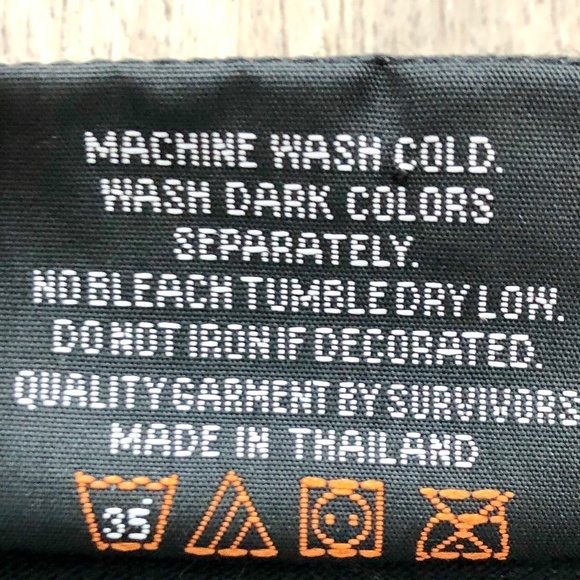 MACHINE WASH COLD.
WASH DARK COLORS
SEPARATELY.
NO BLEACH TUMBLE DRY LOW.
DO NOT IRON IF DECORATED.
QUALITY GARMENT BY SURVIVORS
MADE IN THAILAND
35°